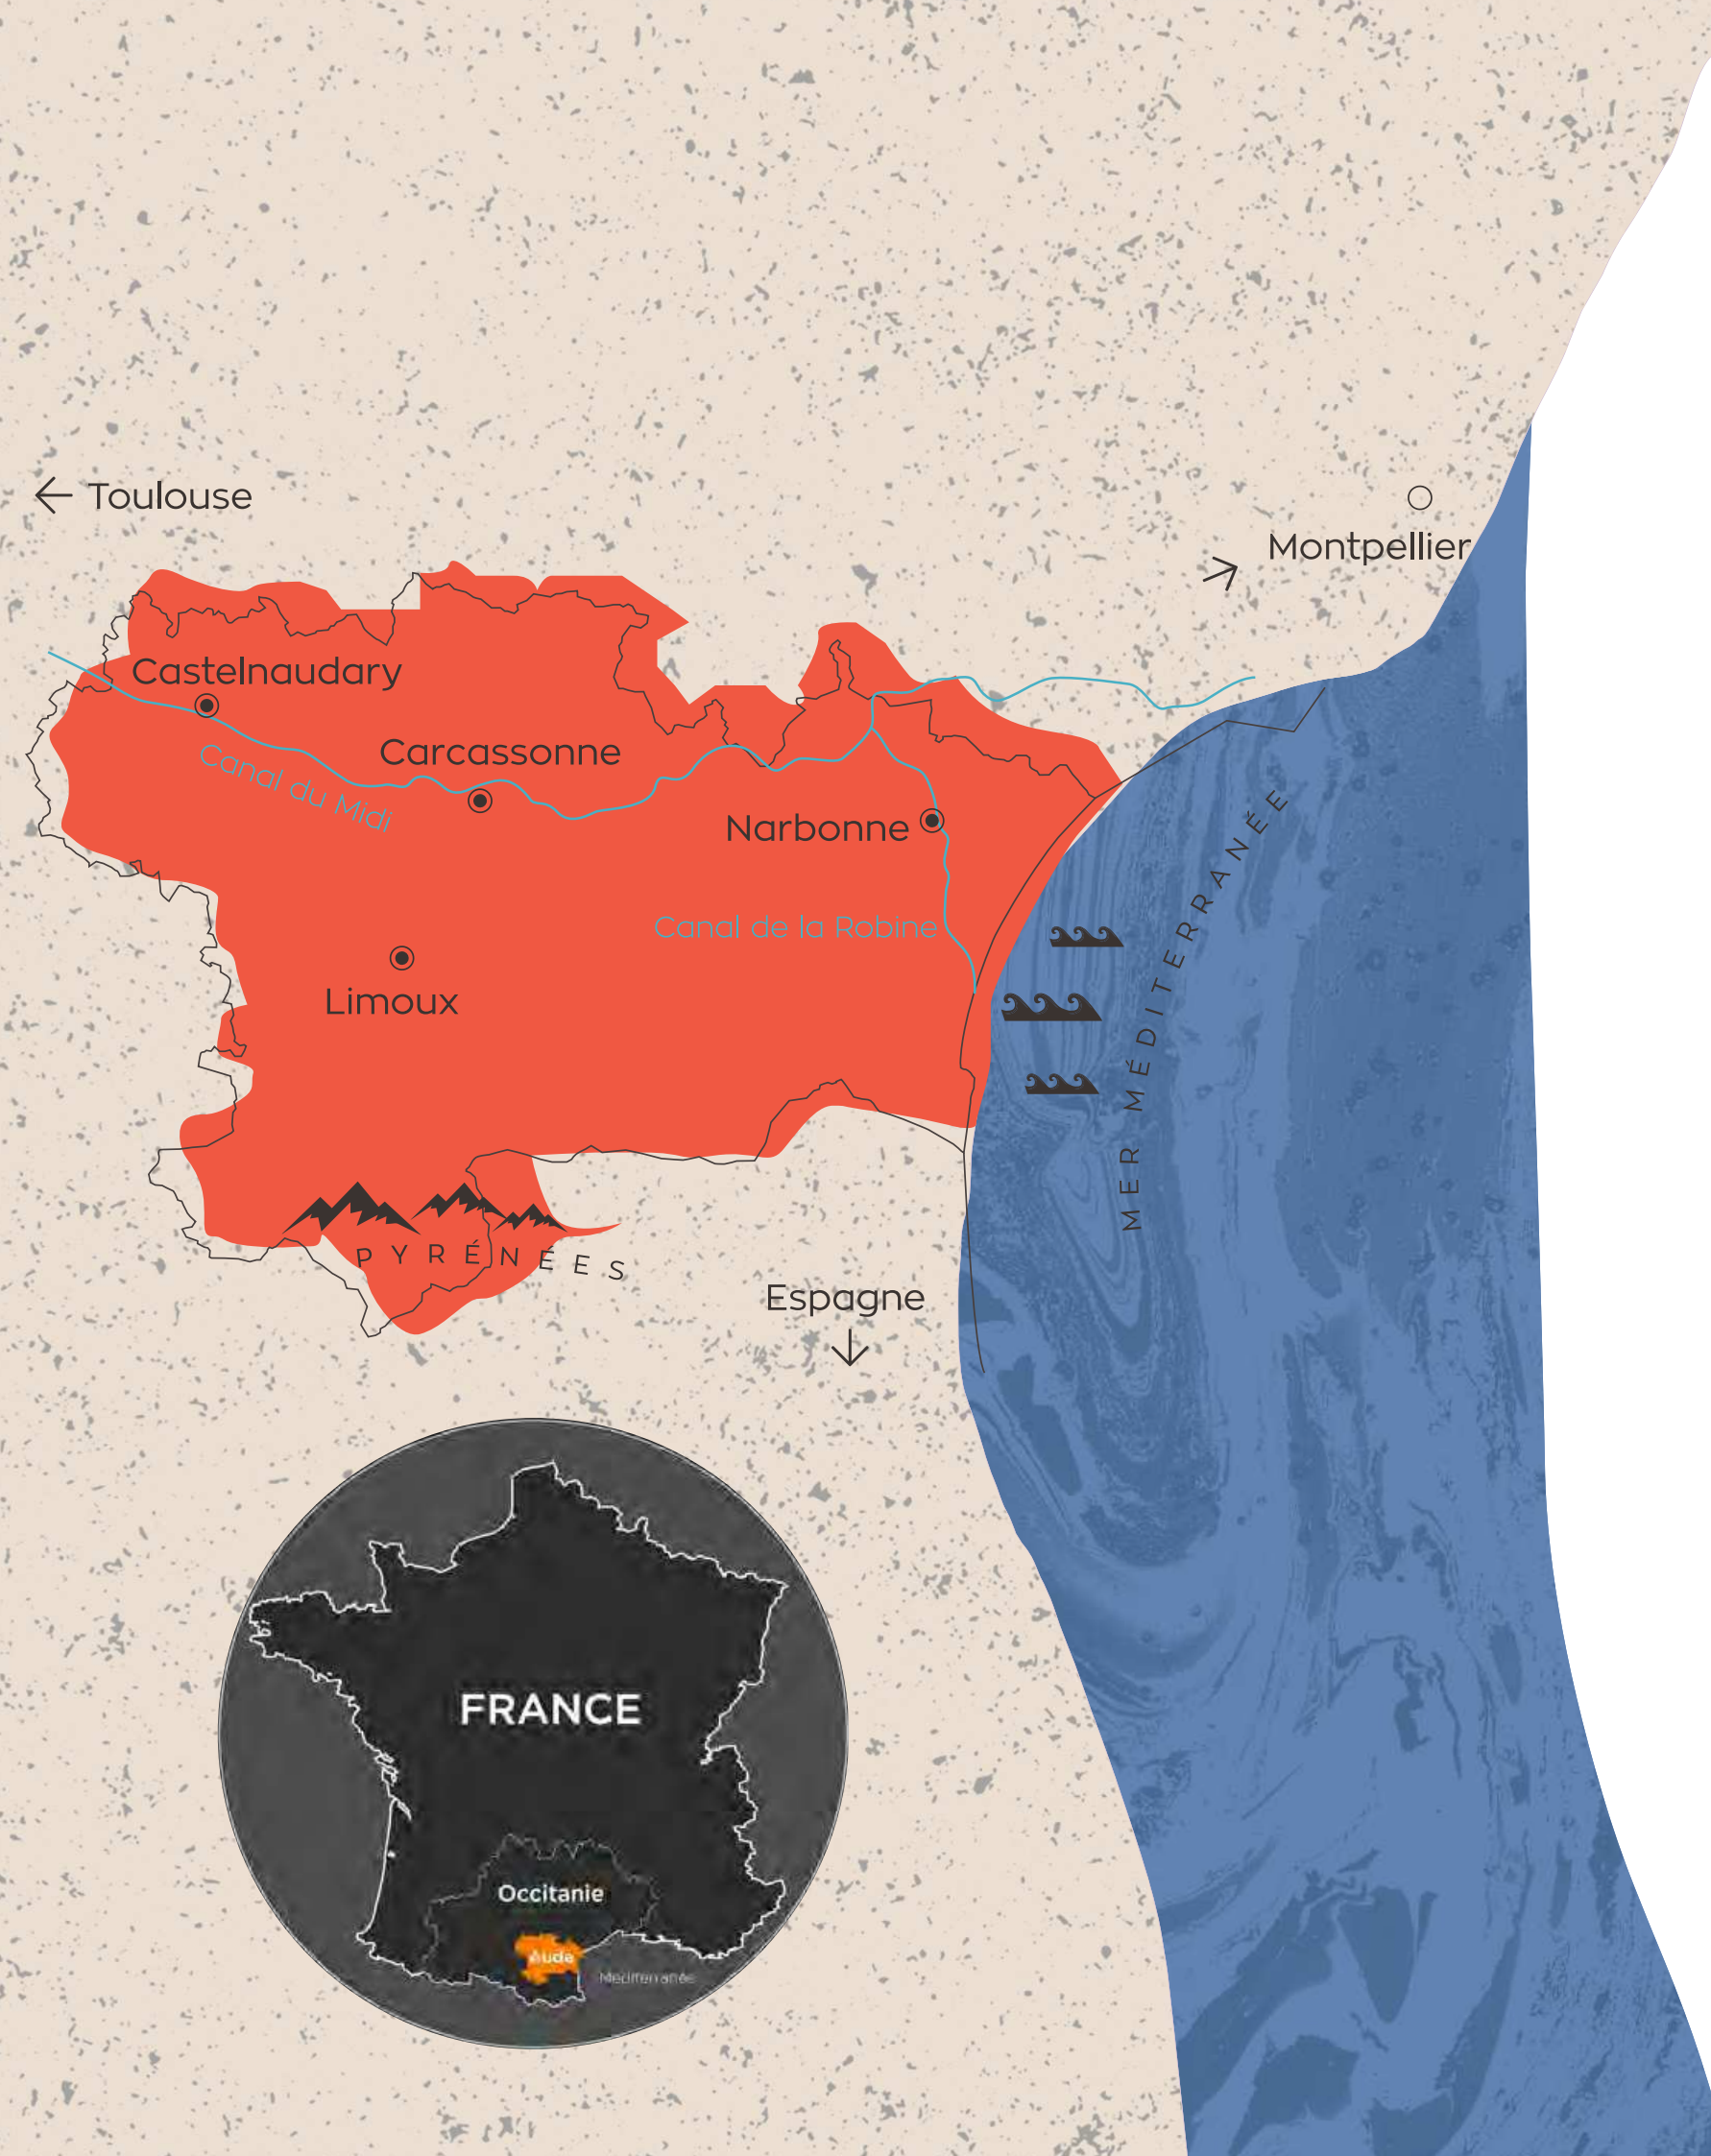 Toulouse
Montpellier
Castelnaudary
Carcassonne
Canal du Midi
Narbonne
Canal de la Robine
Limoux
MER MÉDITERRANÉE
PYRÉNÉES
Espagne
FRANCE
Occitanie
Aude
Méditerranée